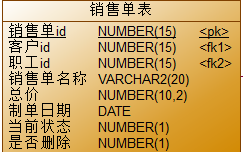 销售单表
销售单id NUMBER(15) <pk>
客户id NUMBER(15) <fk1>
职工id NUMBER(15) <fk2>
销售单名称 VARCHAR2(20)
总价 NUMBER(10,2)
制单日期 DATE
当前状态 NUMBER(1)
是否删除 NUMBER(1)